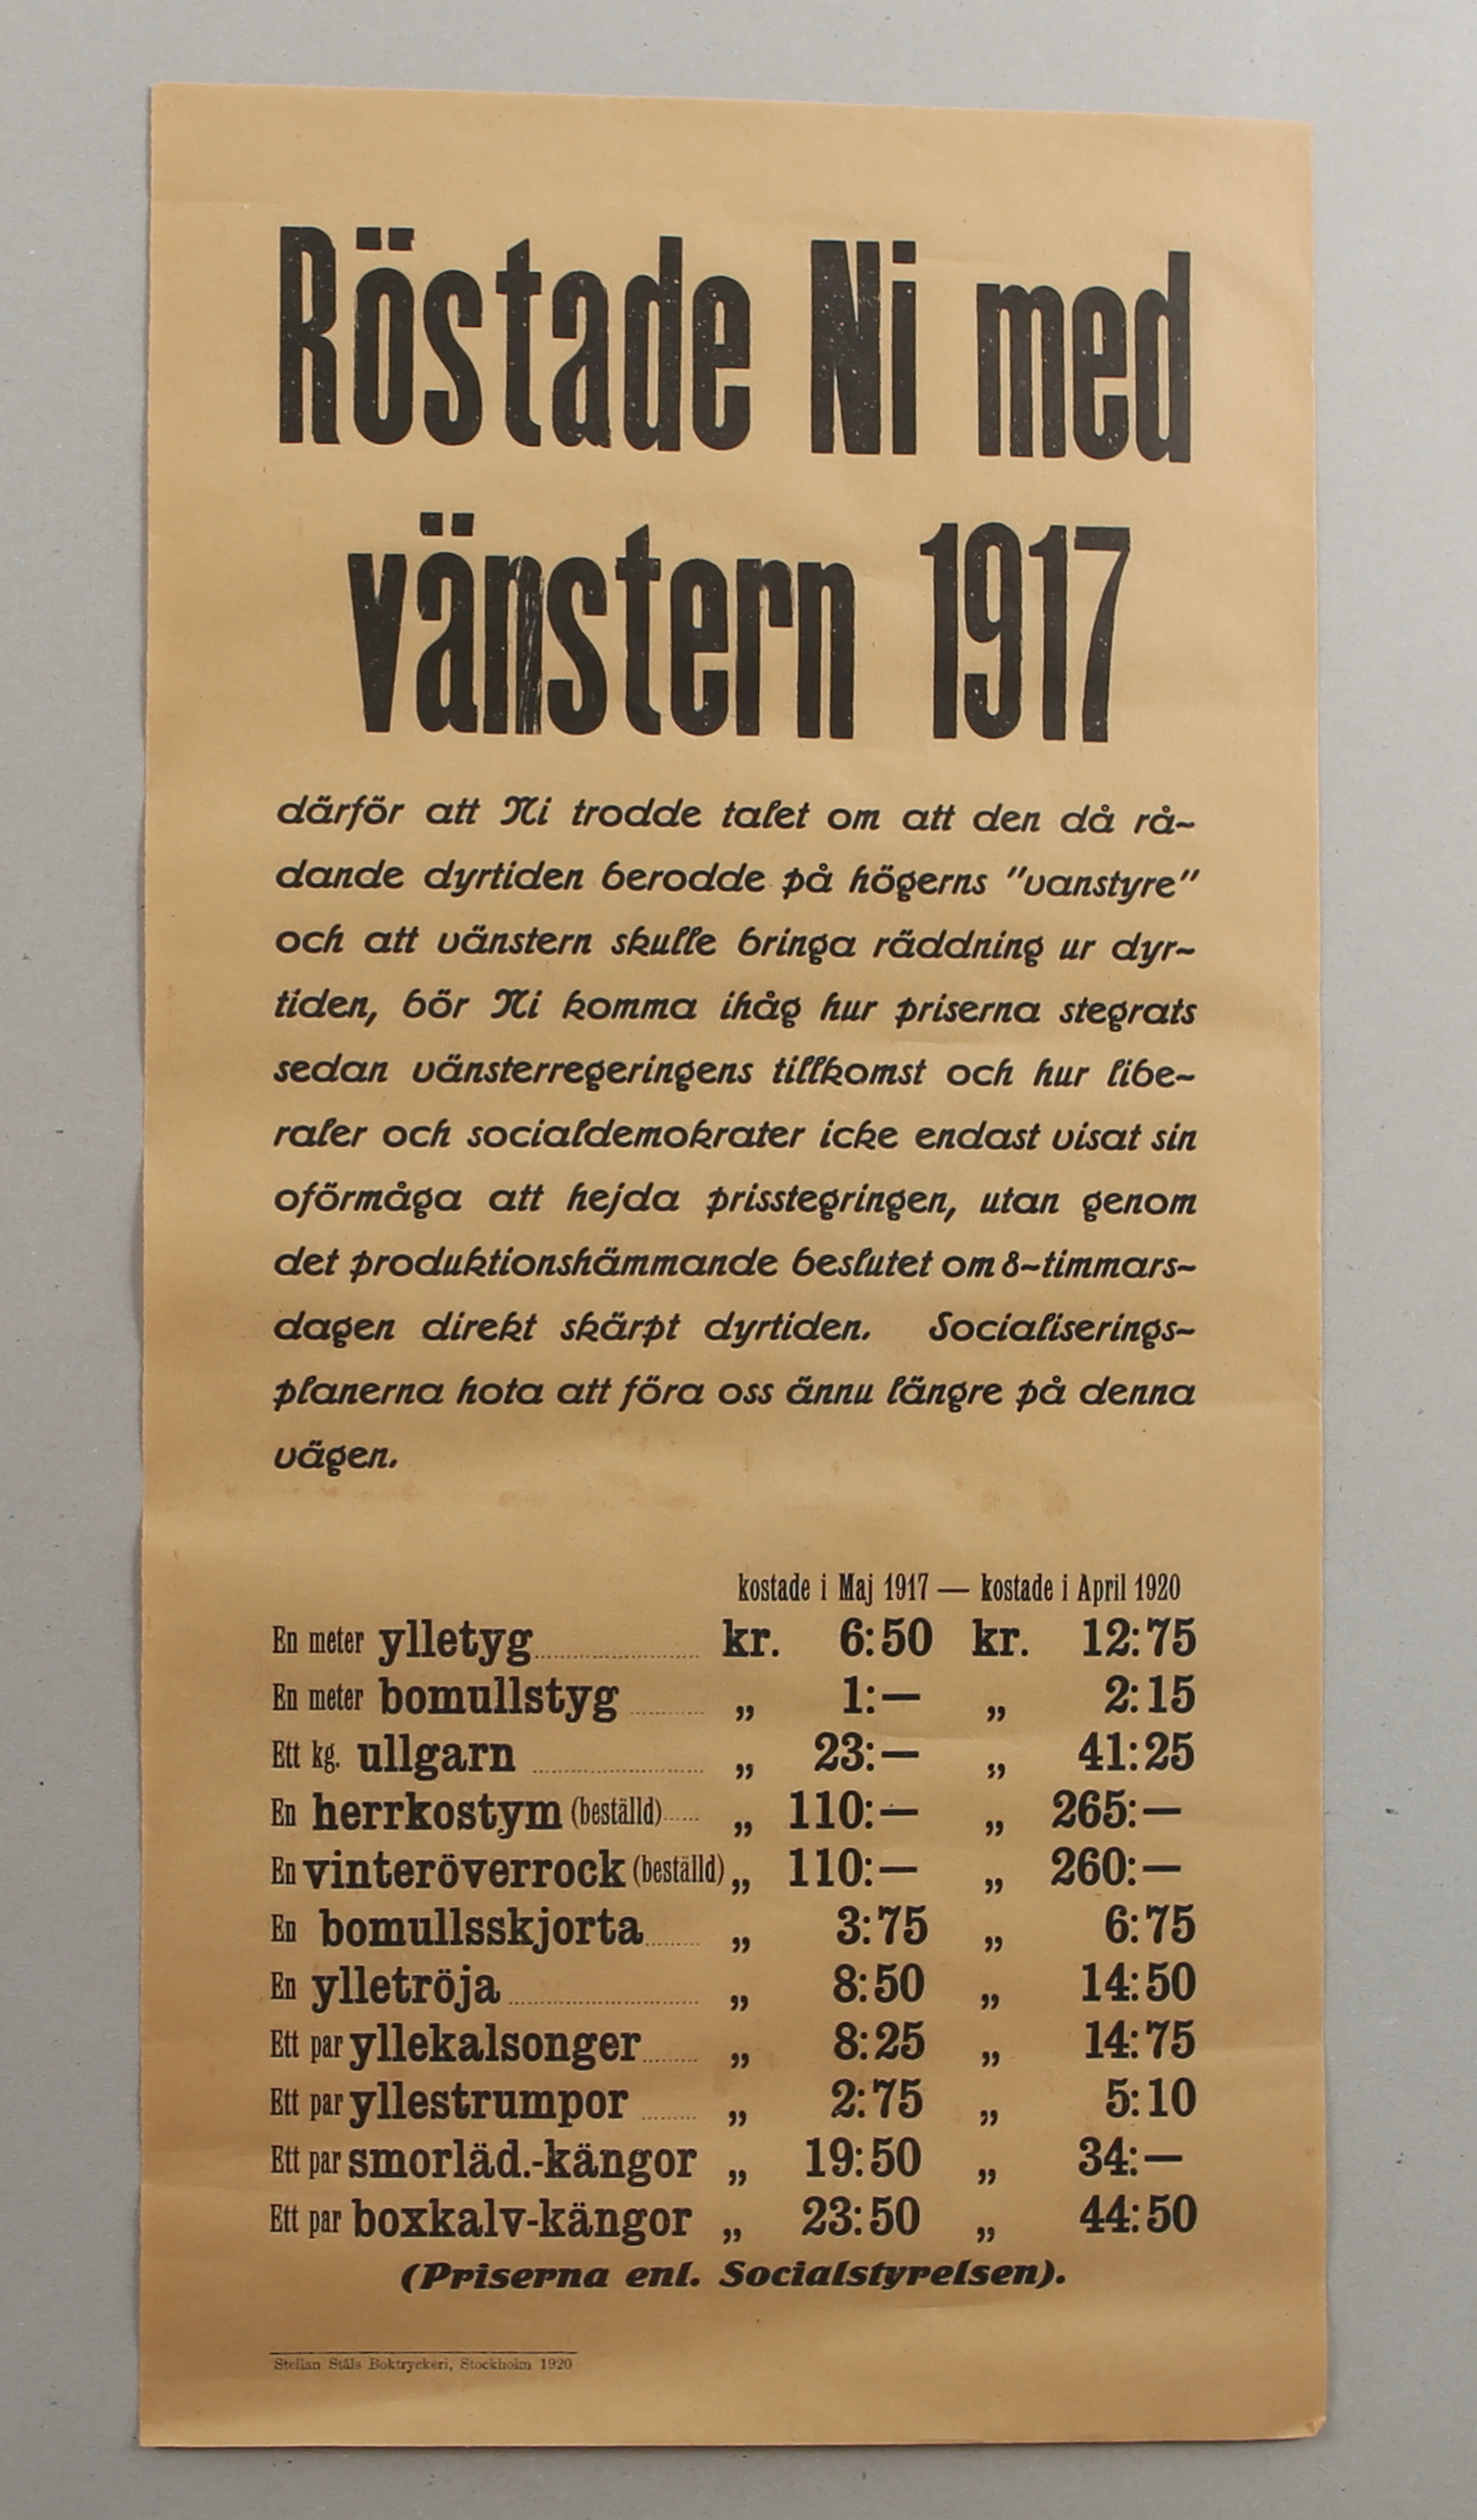 Röstade Ni med
vänstern 1917
därför att Ni trodde talet om att den då rå-
dande dyrtiden berodde på högerns "vanstyre"
och att vänstern skulle bringa räddning ur dyr-
tiden, bör Ni komma ihåg hur priserna stegrats
sedan vänsterregeringens tillkomst och hur libe-
raler och socialdemokrater icke endast visat sin
oförmåga att hejda prisstegringen, utan genom
det produktionshämmande beslutet om 8-timmars-
dagen direkt skärpt dyrtiden. Socialiserings-
planerna hota att föra oss ännu längre på denna
vägen.
kostade i Maj 1917 — kostade i April 1920
En meter ylletyg kr. 6:50 kr. 12:75
En meter bomullstyg „ 1:— „ 2:15
Ett kg. ullgarn „ 23:— „ 41:25
En herrkostym (beställd) „ 110:— „ 265:—
En vinteröverrock (beställd) „ 110:— „ 260:—
En bomullsskjorta „ 3:75 „ 6:75
En ylletröja „ 8:50 „ 14:50
Ett par yllekalsonger „ 8:25 „ 14:75
Ett par yllestrumpor „ 2:75 „ 5:10
Ett par smorläd.-kängor „ 19:50 „ 34:—
Ett par boxkalv-kängor „ 23:50 „ 44:50
(Priserna enl. Socialstyrelsen).
Stellan Ståls Boktryckeri, Stockholm 1920